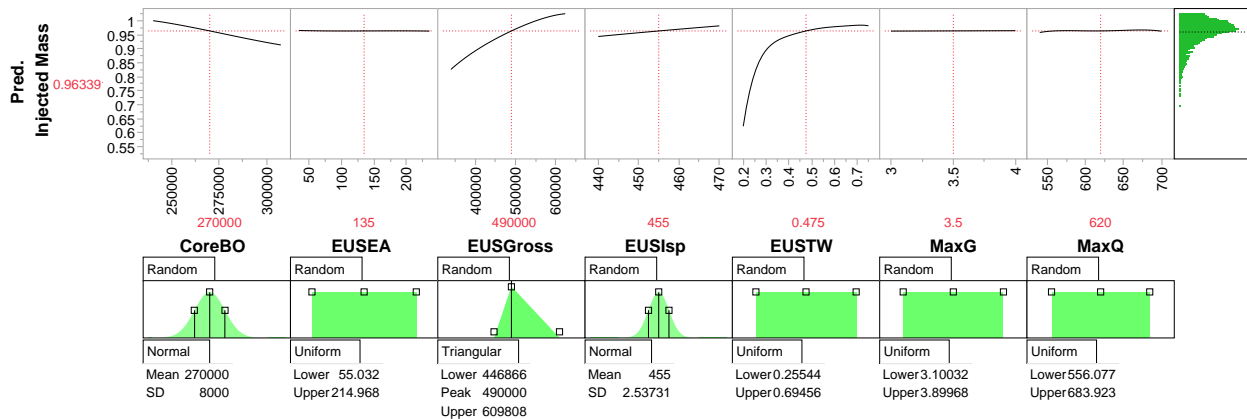 Pred.
Injected Mass
0.96339
1
0.95
0.9
0.85
0.8
0.75
0.7
0.65
0.6
0.55
250000 275000 300000
50 100 150 200
400000 500000 600000
440 450 460 470
0.2 0.3 0.4 0.5 0.6 0.7
3 3.5 4
550 600 650 700
270000 135 490000 455 0.475 3.5 620
CoreBO EUSEA EUSGross EUSIsp EUSTW MaxG MaxQ
Random Random Random Random Random Random Random
Normal Uniform Triangular Normal Uniform Uniform Uniform
Mean 270000 Lower 55.032 Lower 446866 Mean 455 Lower 0.25544 Lower 3.10032 Lower 556.077
SD 8000 Upper 214.968 Peak 490000 SD 2.53731 Upper 0.69456 Upper 3.89968 Upper 683.923
Upper 609808